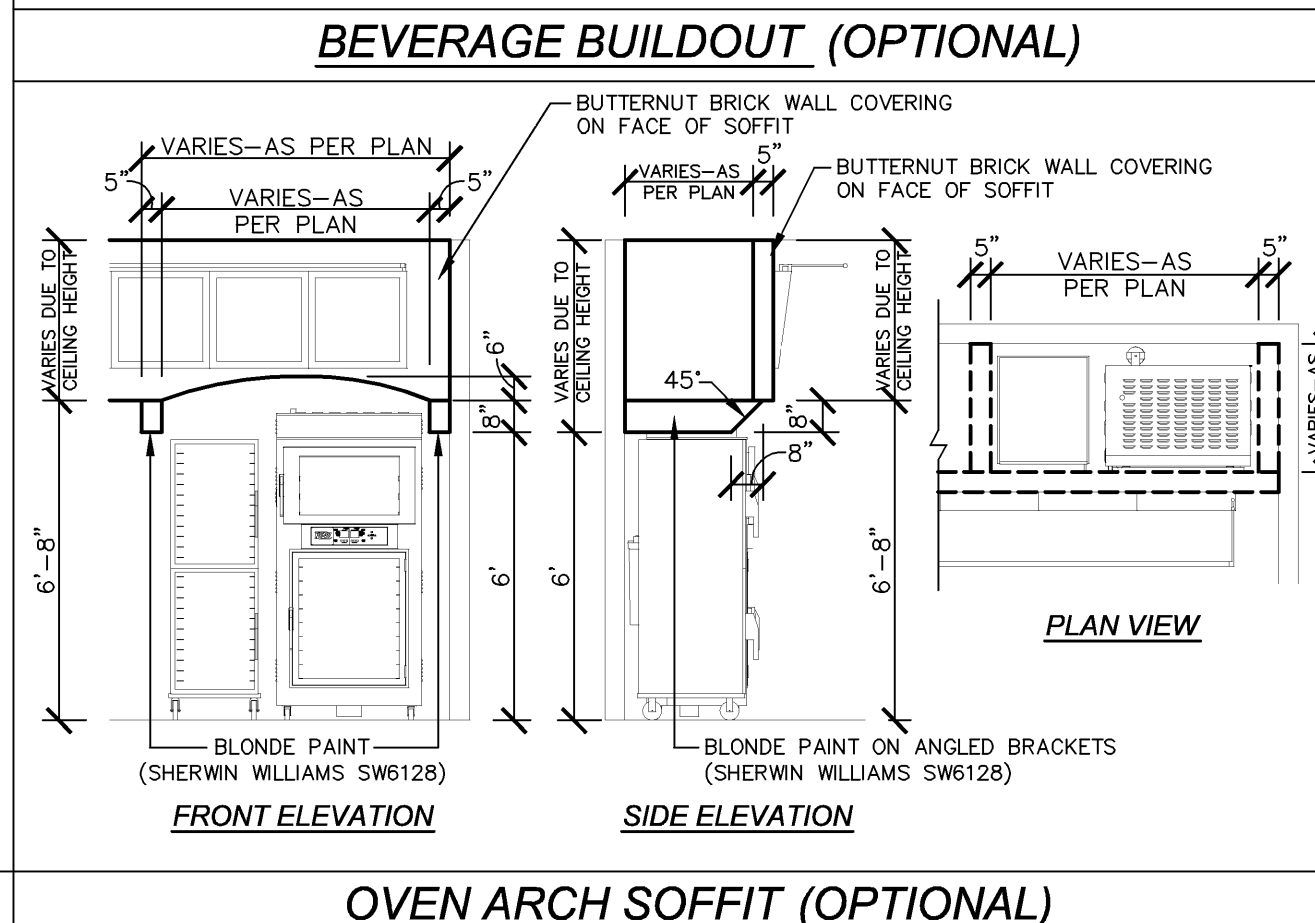 BEVERAGE BUILDOUT (OPTIONAL)
BUTTERNUT BRICK WALL COVERING
ON FACE OF SOFFIT
VARIES-AS PER PLAN
5"
VARIES-AS
PER PLAN
5"
VARIES DUE TO
CEILING HEIGHT
6"
8"
6'-8"
6'
BLONDE PAINT
(SHERWIN WILLIAMS SW6128)
FRONT ELEVATION
VARIES-AS
PER PLAN
5"
BUTTERNUT BRICK WALL COVERING
ON FACE OF SOFFIT
VARIES DUE TO
CEILING HEIGHT
45°
8"
8"
VARIES DUE TO
CEILING HEIGHT
6'
6'-8"
BLONDE PAINT ON ANGLED BRACKETS
(SHERWIN WILLIAMS SW6128)
SIDE ELEVATION
5"
VARIES-AS
PER PLAN
5"
VARIES-AS
PLAN VIEW
OVEN ARCH SOFFIT (OPTIONAL)